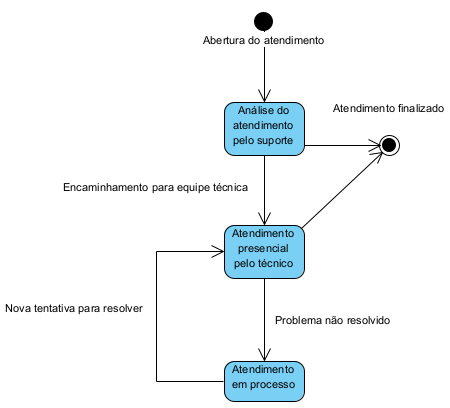 Abertura do atendimento
Análise do
atendimento
pelo suporte
Atendimento finalizado
Encaminhamento para equipe técnica
Atendimento
presencial
pelo técnico
Nova tentativa para resolver
Problema não resolvido
Atendimento
em processo